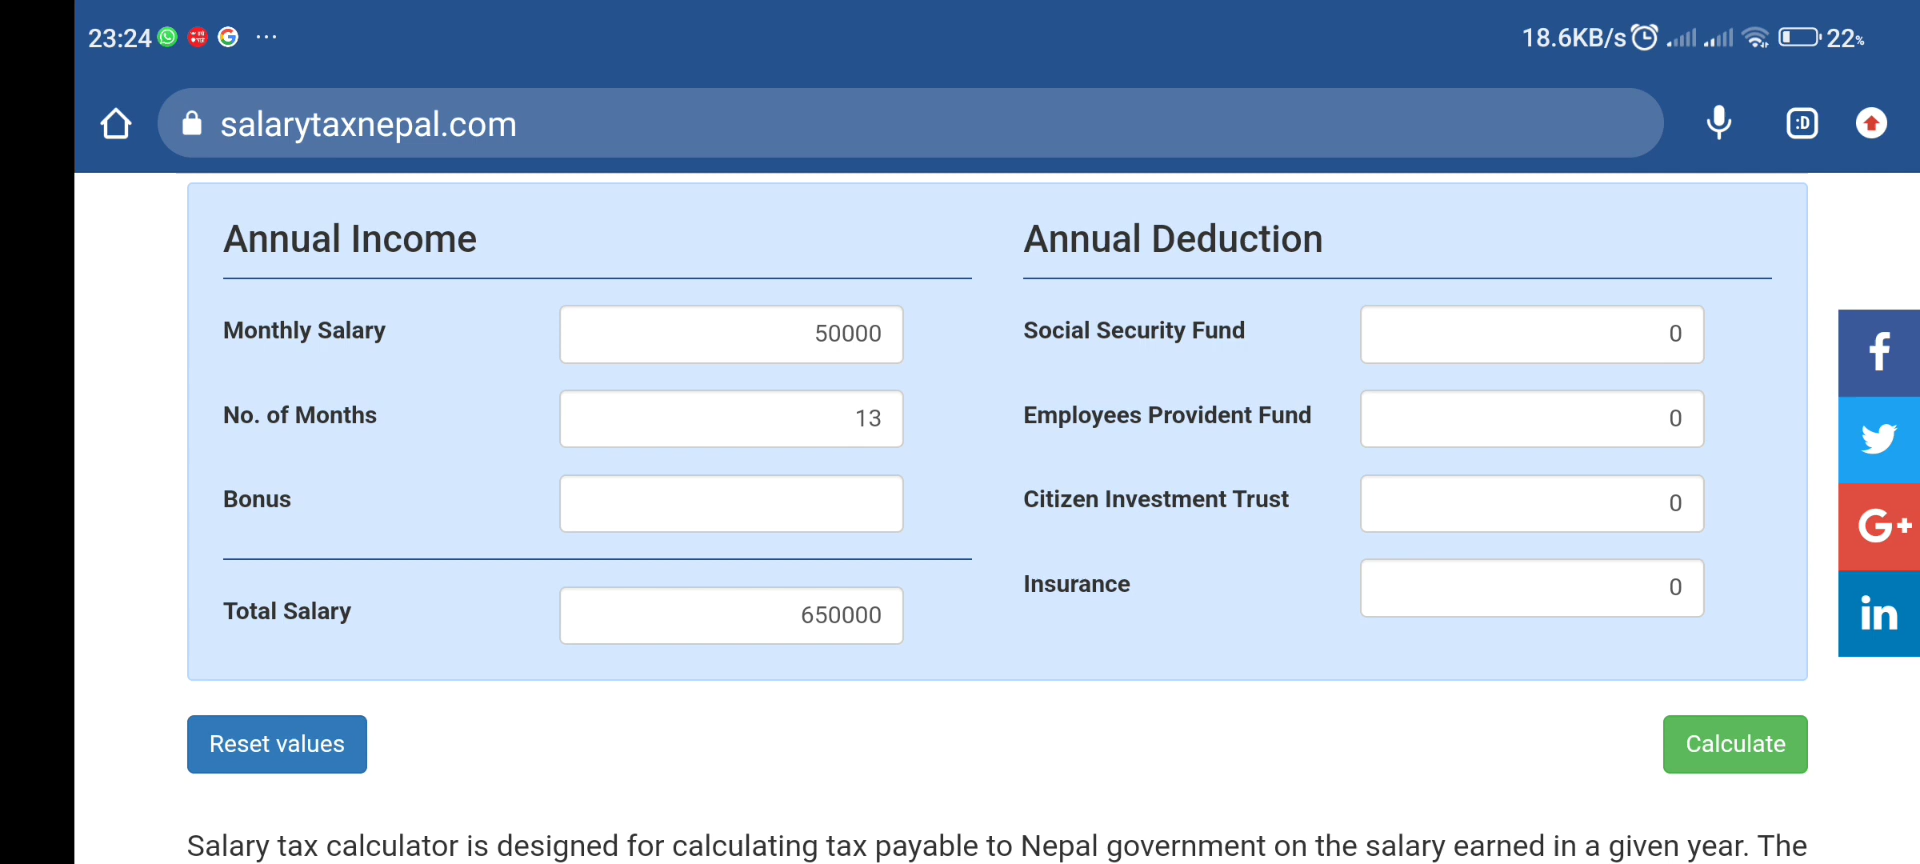 23:24 ...
18.6KB/s 22%
salarytaxnepal.com
:D
Annual Income
Monthly Salary 50000
No. of Months 13
Bonus
Total Salary 650000
Annual Deduction
Social Security Fund 0
Employees Provident Fund 0
Citizen Investment Trust 0
Insurance 0
f
G+
in
Reset values
Calculate
Salary tax calculator is designed for calculating tax payable to Nepal government on the salary earned in a given year. The